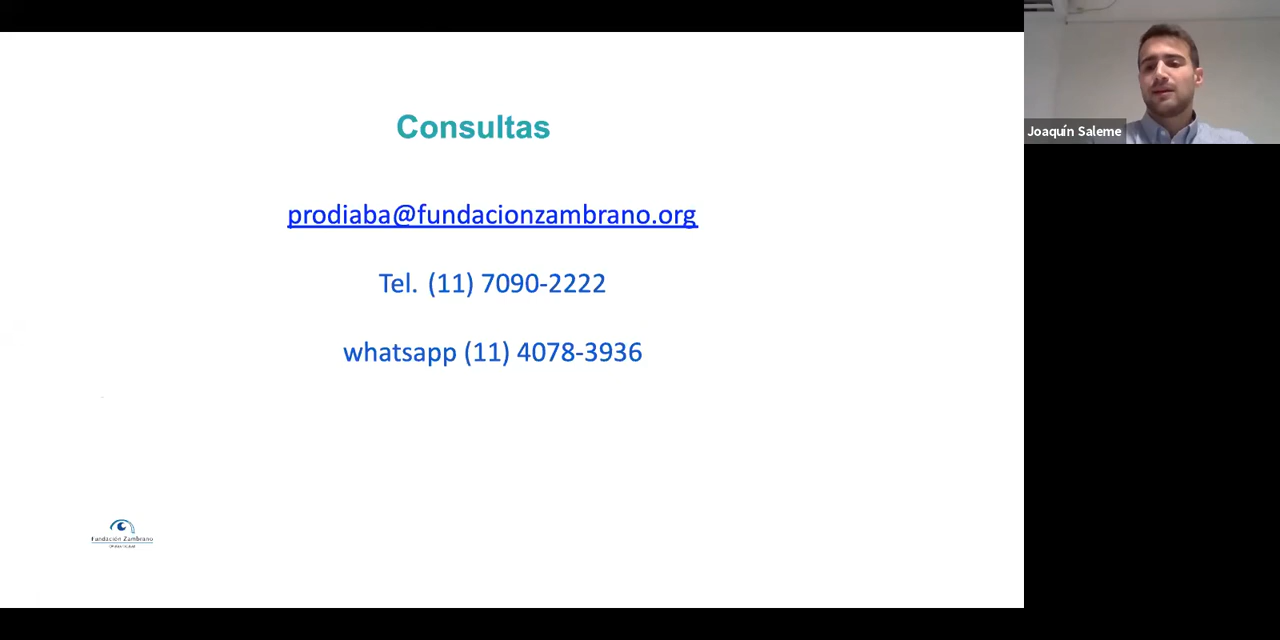 Consultas
prodiaba@fundacionzambrano.org
Tel. (11) 7090-2222
whatsapp (11) 4078-3936
Fundación Zambrano
Joaquín Saleme